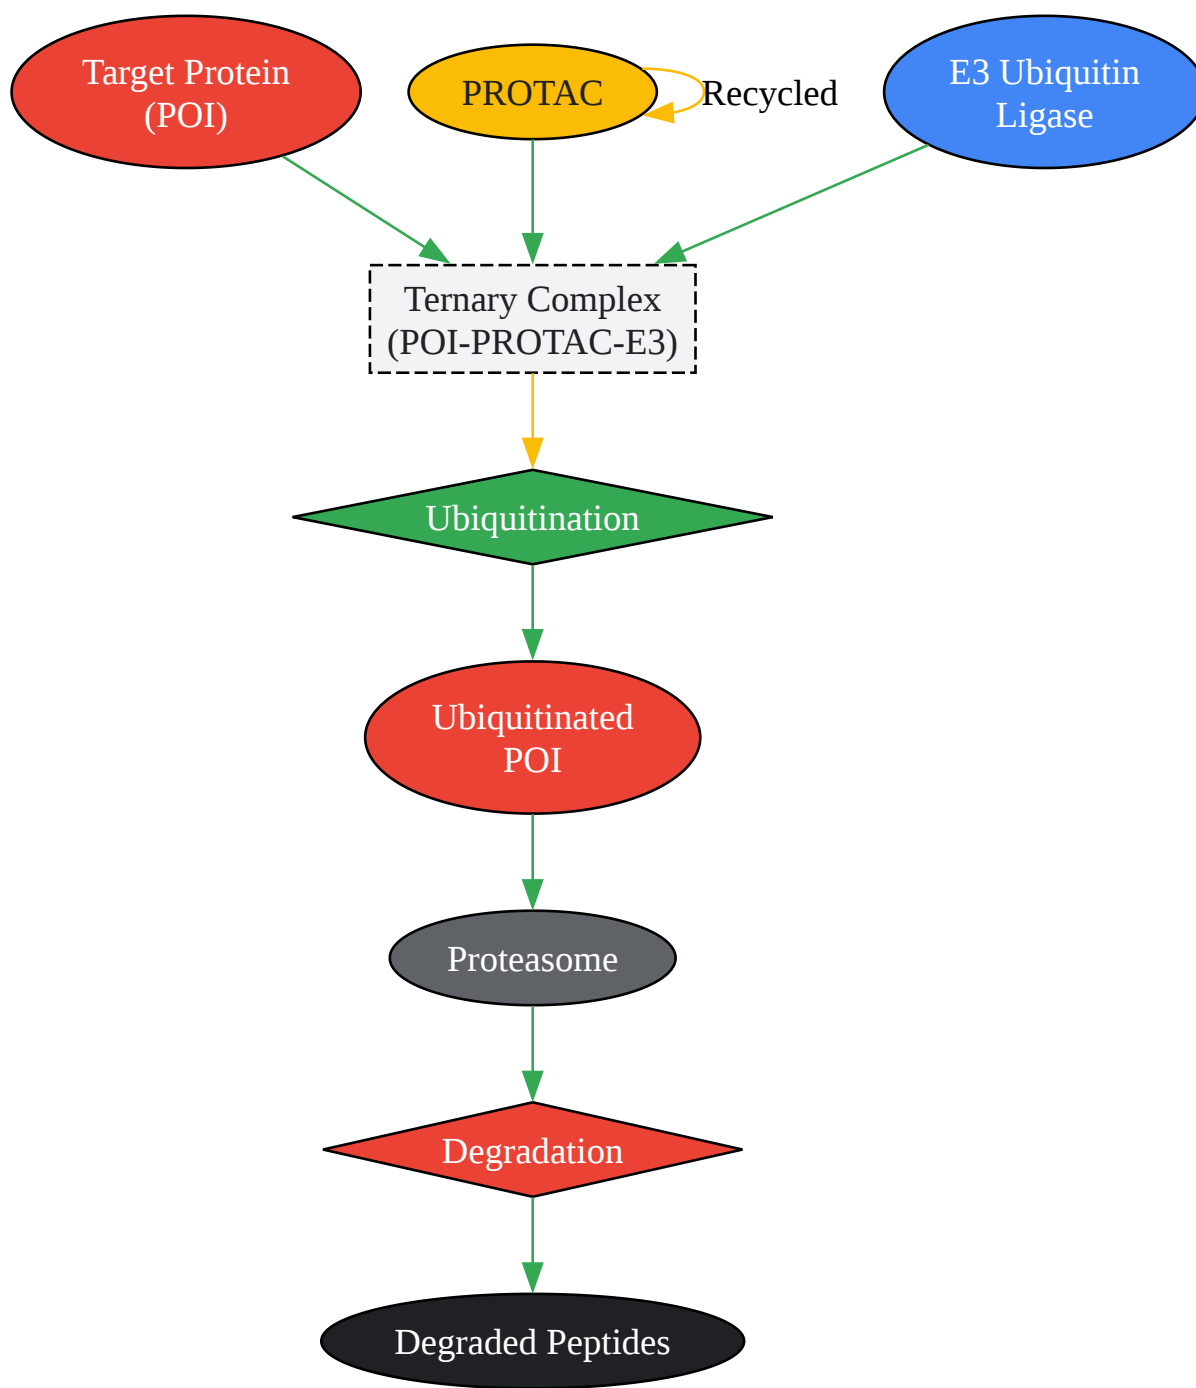 Target Protein
(POI)
PROTAC
Recycled
E3 Ubiquitin
Ligase
Ternary Complex
(POI-PROTAC-E3)
Ubiquitination
Ubiquitinated
POI
Proteasome
Degradation
Degraded Peptides